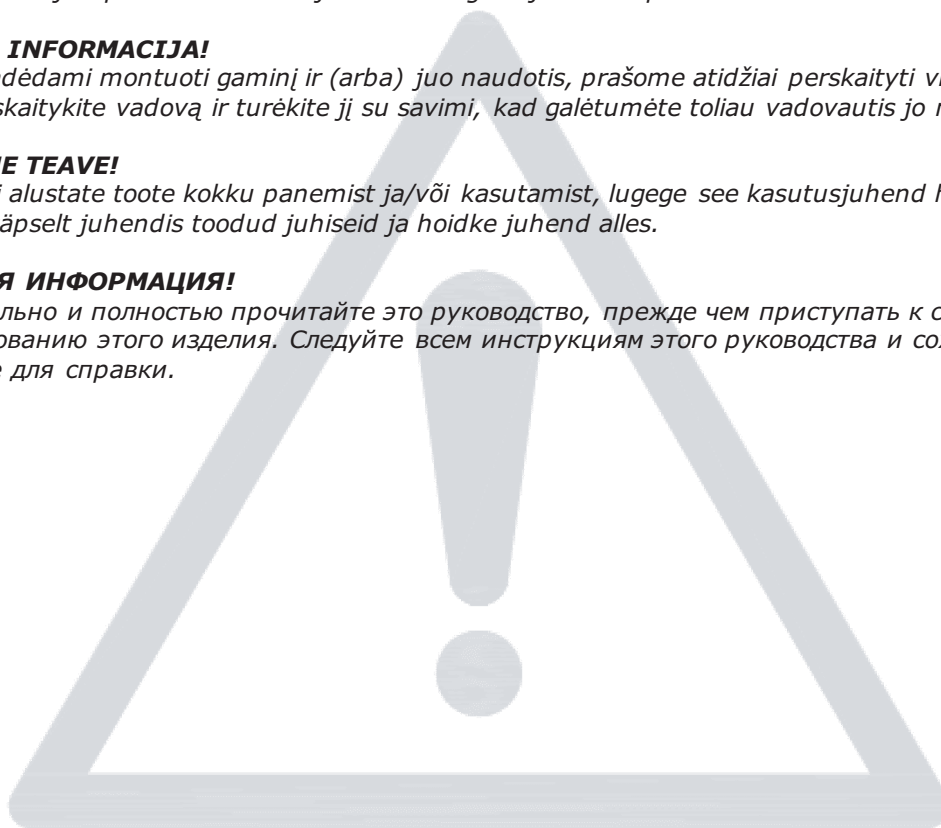 INFORMACIJA!
dėdami montuoti gaminį ir (arba) juo naudotis, prašome atidžiai perskaityti
skaitykite vadovą ir turėkite jį su savimi, kad galėtumėte toliau vadovautis jo
E TEAVE!
i alustate toote kokku panemist ja/või kasutamist, lugege see kasutusjuhend
äpselt juhendis toodud juhiseid ja hoidke juhend alles.
Я ИНФОРМАЦИЯ!
льно и полностью прочитайте это руководство, прежде чем приступать к
ованию этого изделия. Следуйте всем инструкциям этого руководства и
е для справки.